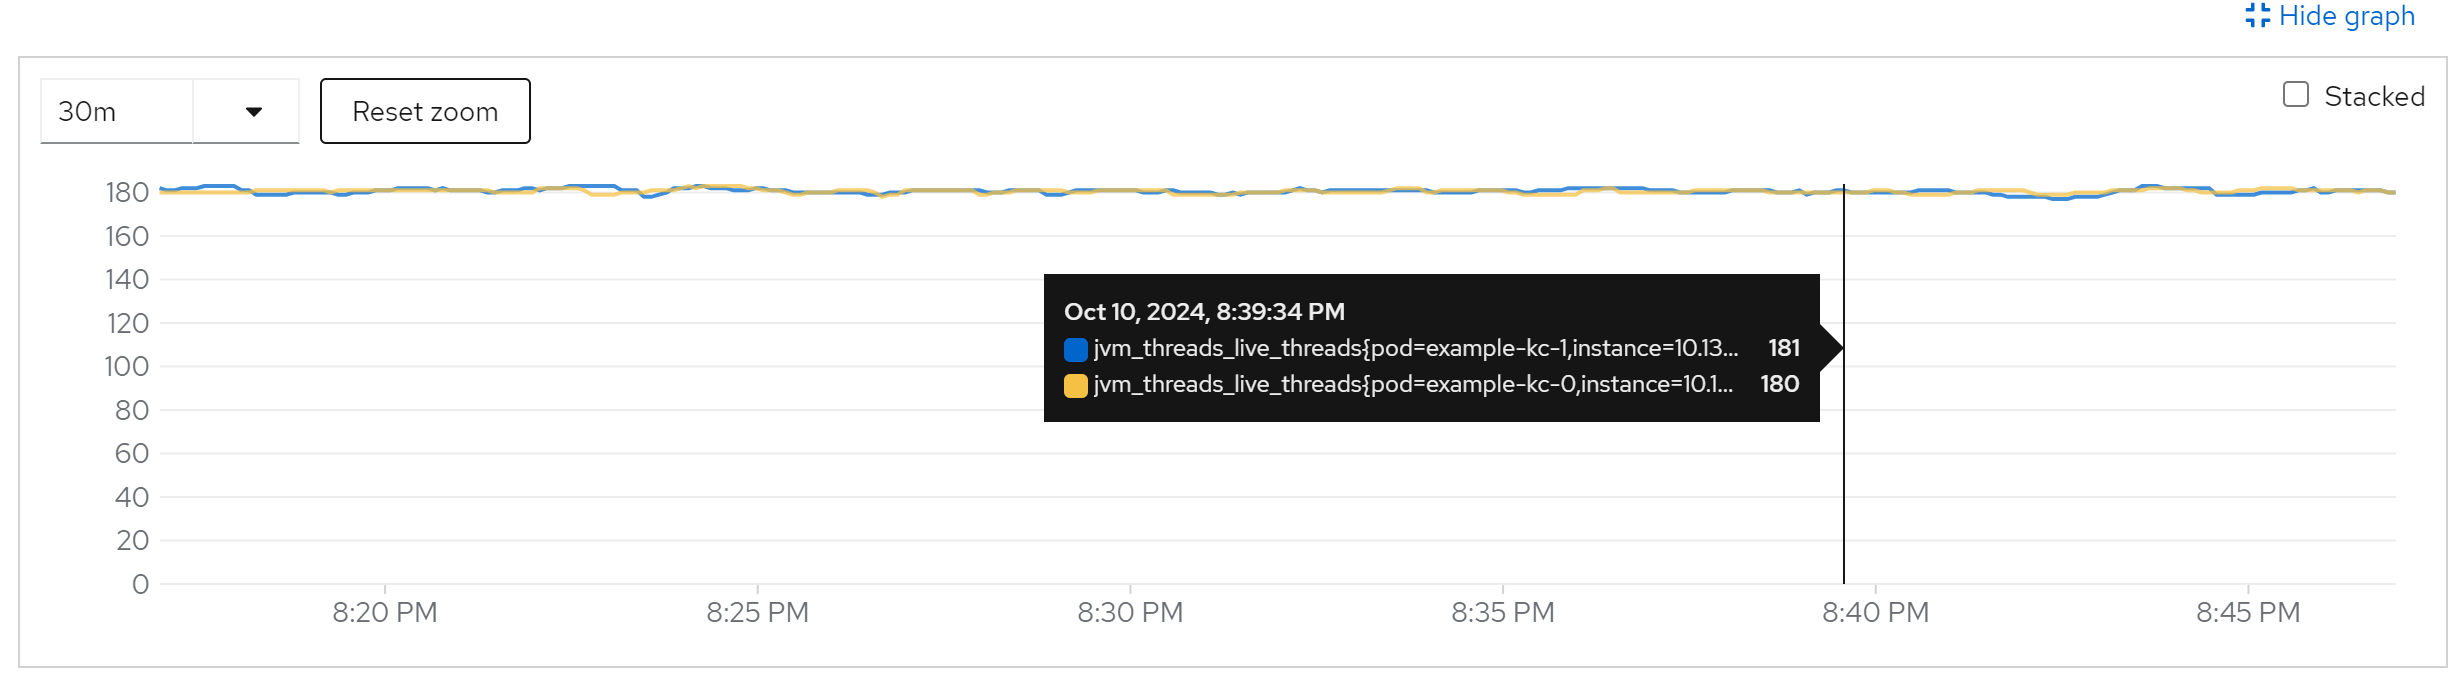 Hide graph
30m
Reset zoom
Stacked
180
160
140
120
100
80
60
40
20
0
Oct 10, 2024, 8:39:34 PM
jvm_threads_live_threads{pod=example-kc-1,instance=10.13... 181
jvm_threads_live_threads{pod=example-kc-0,instance=10.1... 180
8:20 PM 8:25 PM 8:30 PM 8:35 PM 8:40 PM 8:45 PM